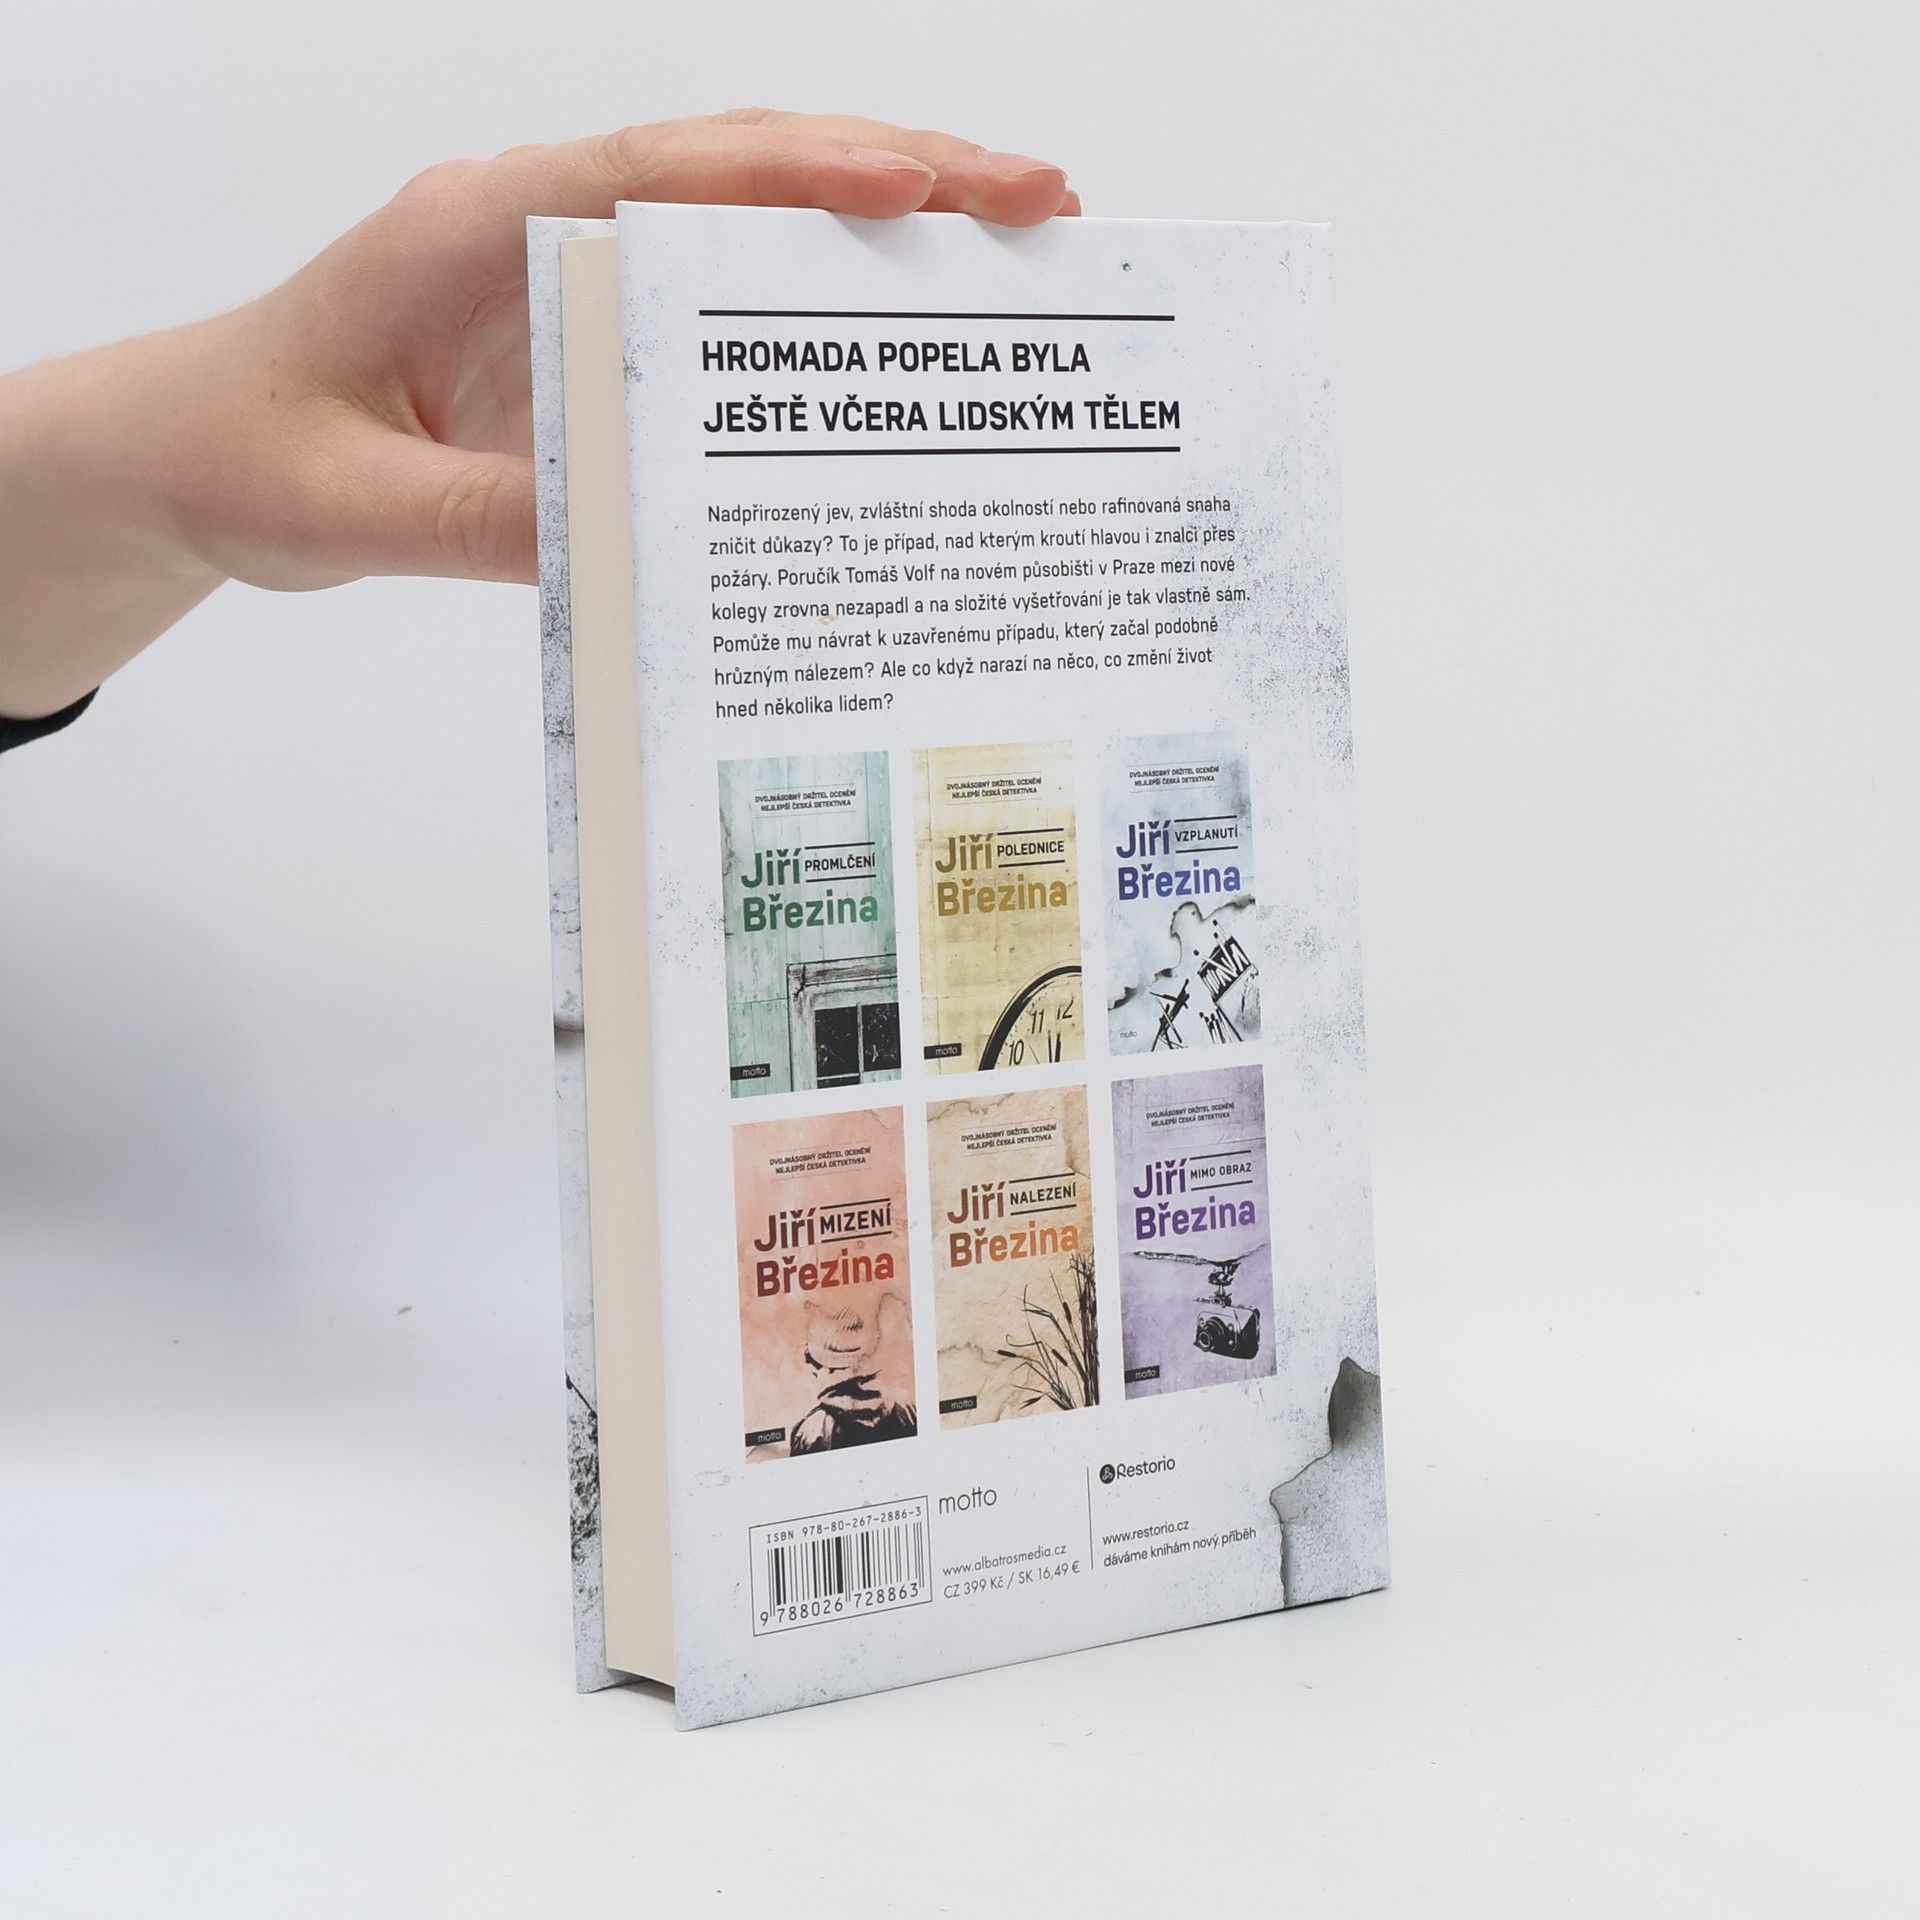 HROMADA POPELA BYLA
JEŠTĚ VČERA LIDSKÝM TĚLEM
Nadpřirozený jev, zvláštní shoda okolností nebo rafinovaná snaha
zničit důkazy? To je případ, nad kterým kroutí hlavou i znalci přes
požáry. Poručík Tomáš Volf na novém působišti v Praze mezi nové
kolegy zrovna nezapadl a na složité vyšetřování je tak vlastně sám.
Pomůže mu návrat k uzavřenému případu, který začal podobně
hrůzným nálezem? Ale co když narazí na něco, co změní život
hned několika lidem?
DVOJNÁSOBNÝ DRŽITEL OCENĚNÍ
NEJLEPŠÍ ČESKÁ DETEKTIVKA
Jiří PROMLČENÍ
Březina
motto
DVOJNÁSOBNÝ DRŽITEL OCENĚNÍ
NEJLEPŠÍ ČESKÁ DETEKTIVKA
Jiří POLEDNICE
Březina
10 11 12
motto
DVOJNÁSOBNÝ DRŽITEL OCENĚNÍ
NEJLEPŠÍ ČESKÁ DETEKTIVKA
Jiří VZPLANUTÍ
Březina
motto
DVOJNÁSOBNÝ DRŽITEL OCENĚNÍ
NEJLEPŠÍ ČESKÁ DETEKTIVKA
Jiří MIZENÍ
Březina
motto
DVOJNÁSOBNÝ DRŽITEL OCENĚNÍ
NEJLEPŠÍ ČESKÁ DETEKTIVKA
Jiří NALEZENÍ
Březina
motto
DVOJNÁSOBNÝ DRŽITEL OCENĚNÍ
NEJLEPŠÍ ČESKÁ DETEKTIVKA
Jiří MIMO OBRAZ
Březina
motto
ISBN 978-80-267-2886-3
9 788026 728863
motto
www.albatrosmedia.cz
CZ 399 Kč / SK 16,49 €
Restorio
www.restorio.cz
dáváme knihám nový příběh